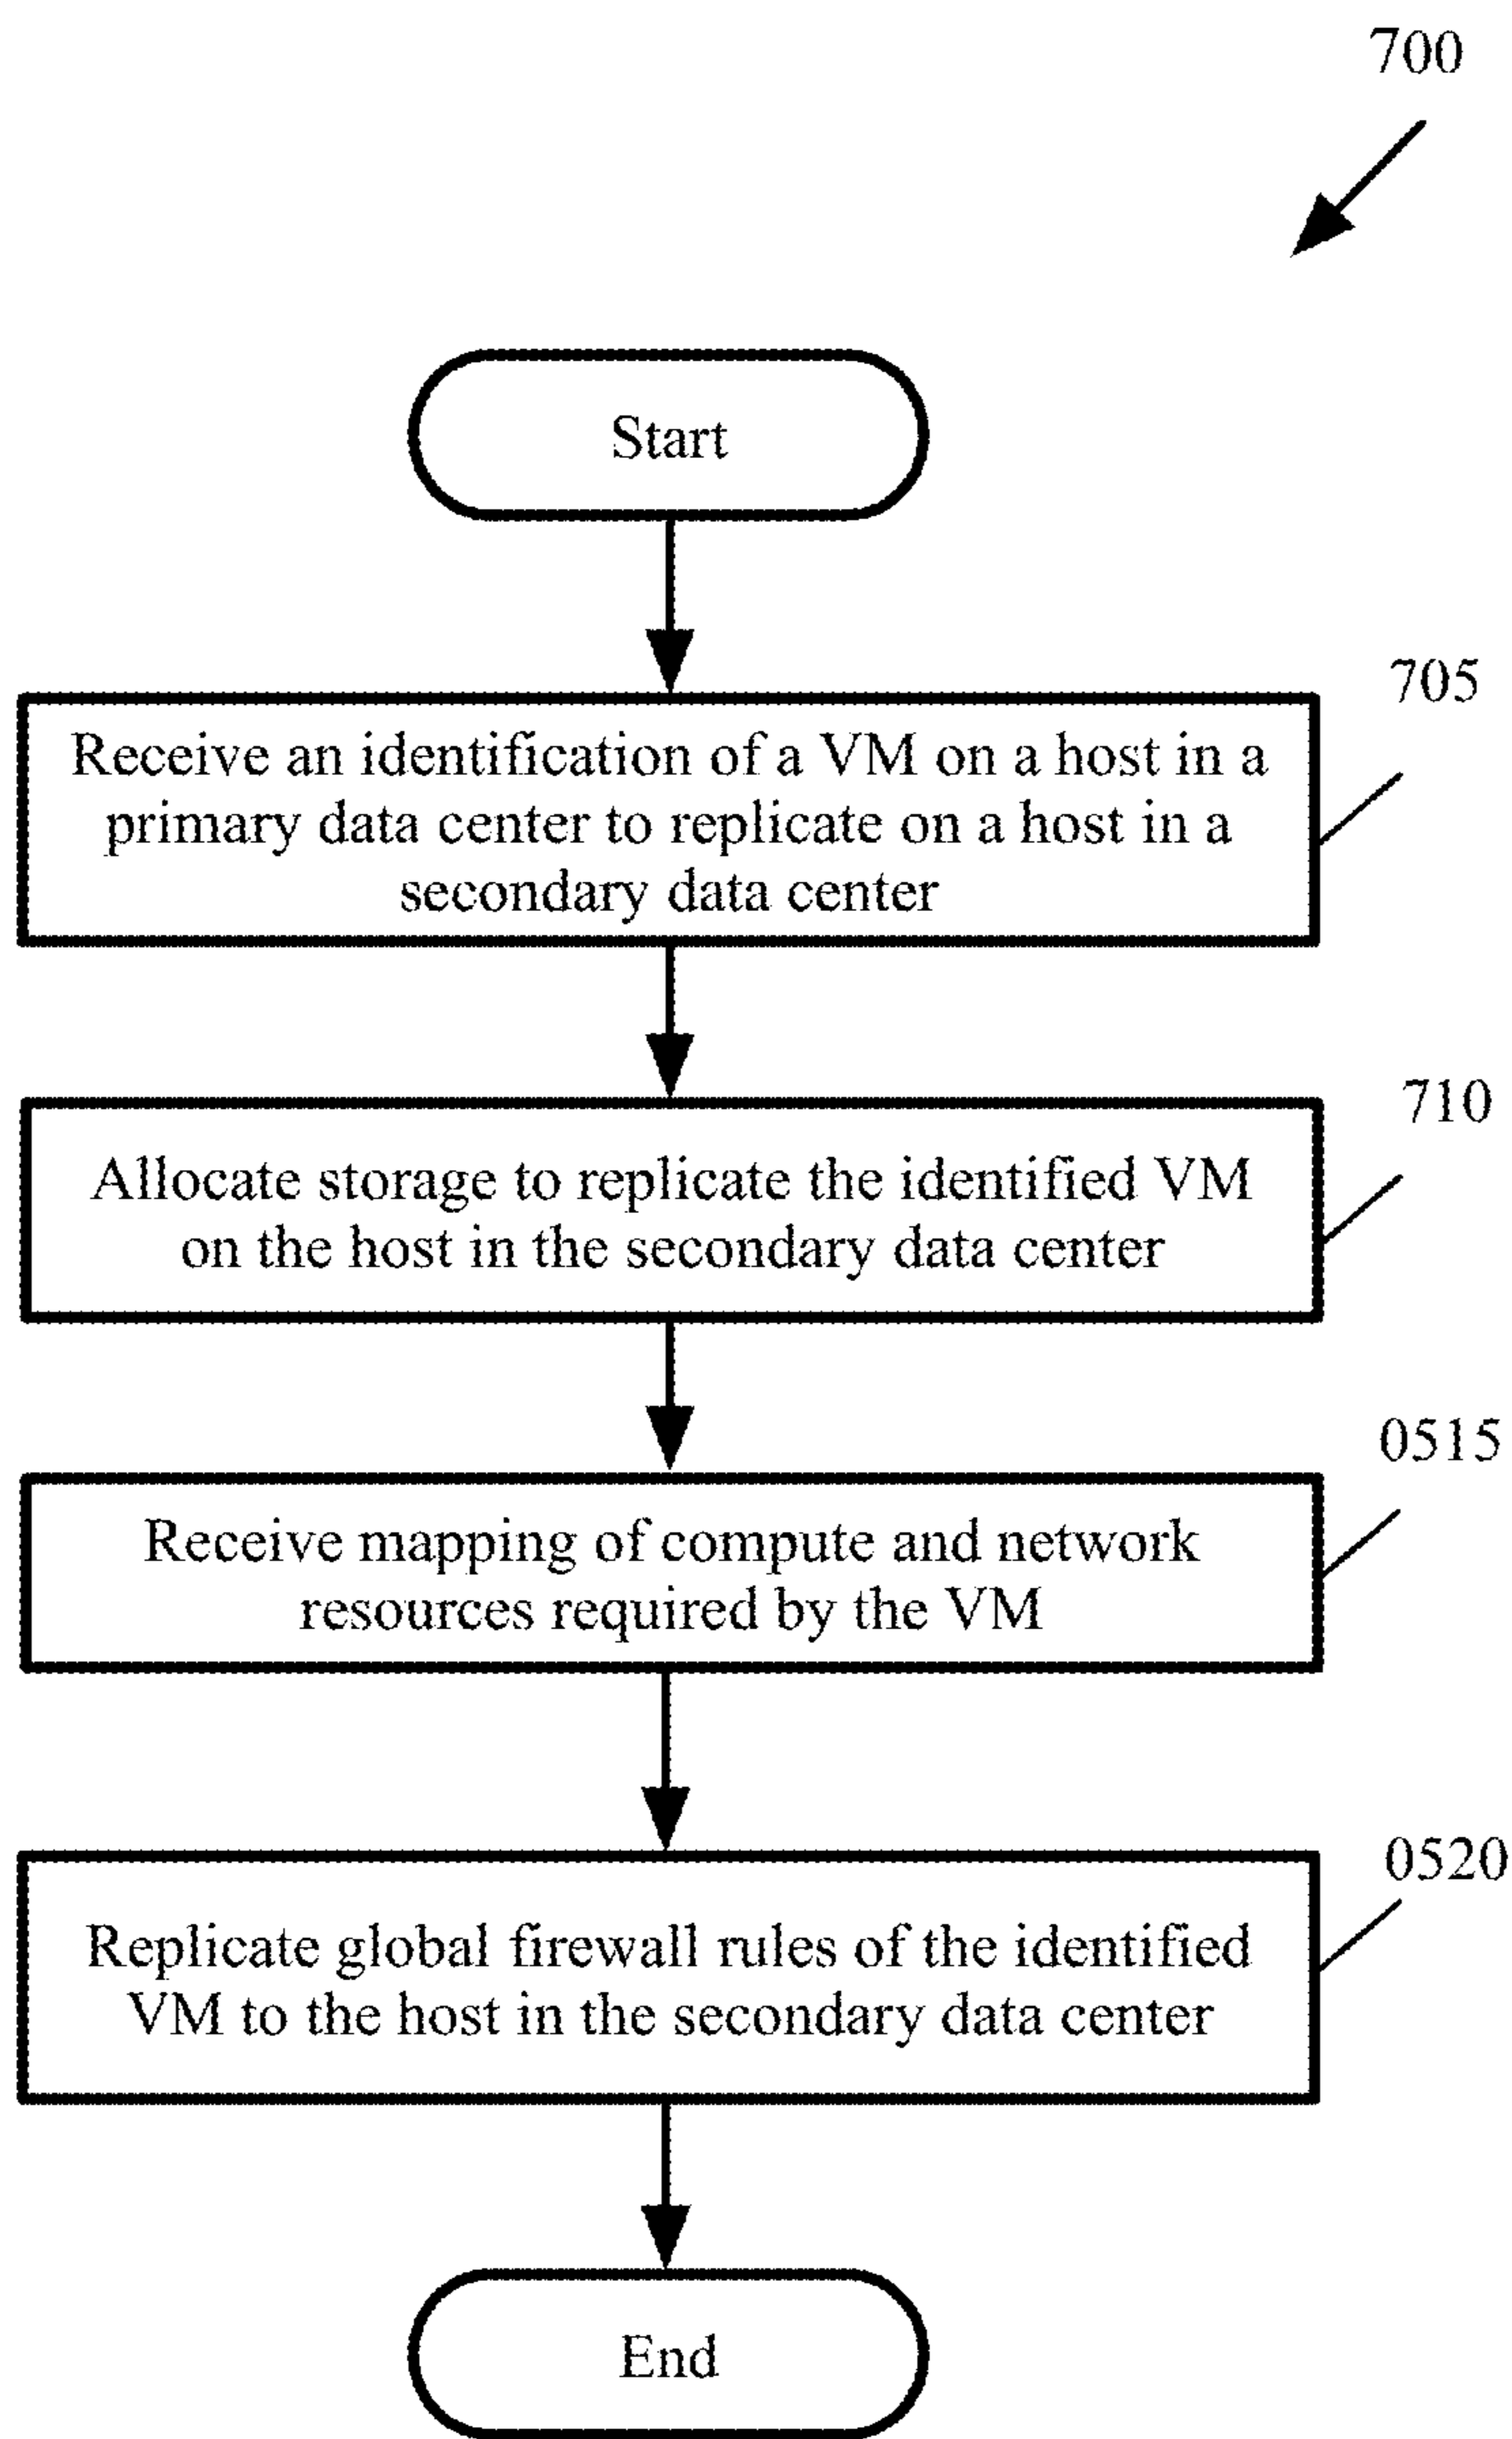 700
Start
705
Receive an identification of a VM on a host in a
primary data center to replicate on a host in a
secondary data center
710
Allocate storage to replicate the identified VM
on the host in the secondary data center
0515
Receive mapping of compute and network
resources required by the VM
0520
Replicate global firewall rules of the identified
VM to the host in the secondary data center
End